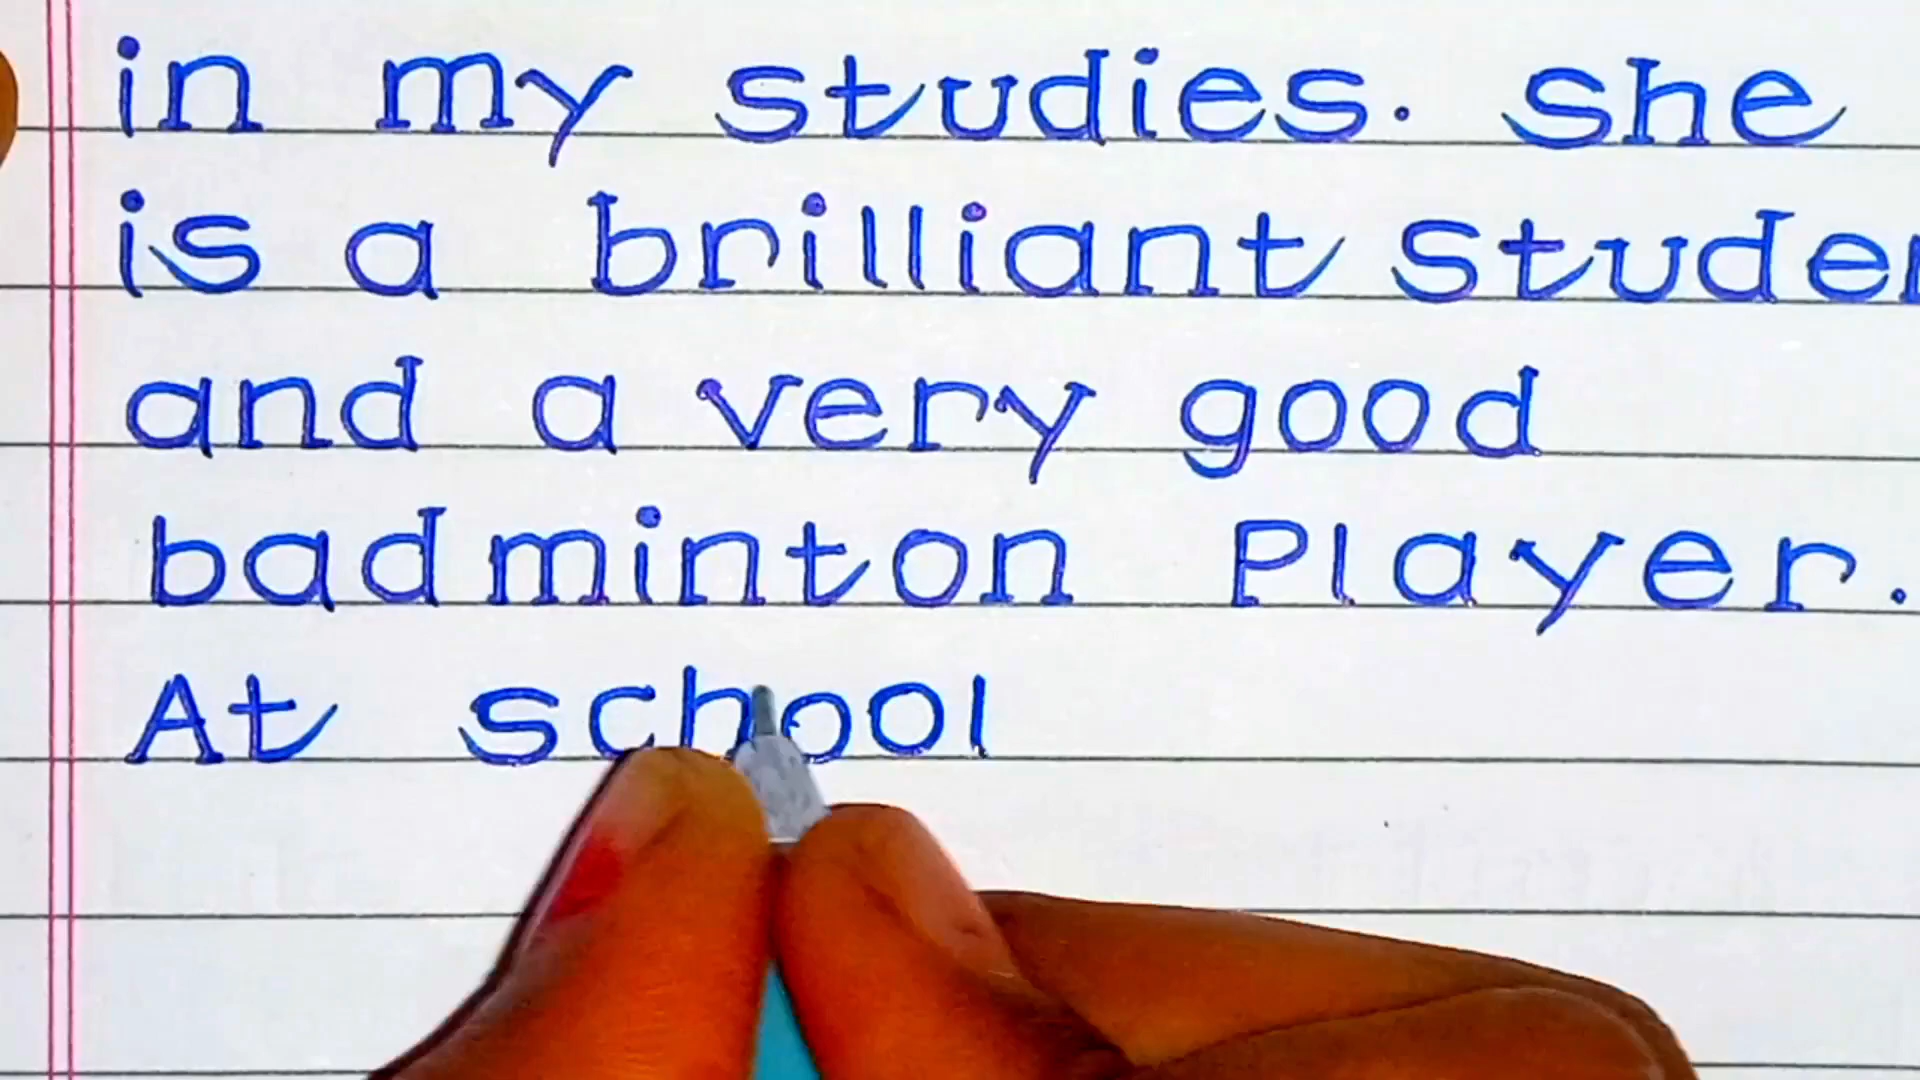 in my studies. she
is a brilliant studen
and a very good
badminton Player.
At school